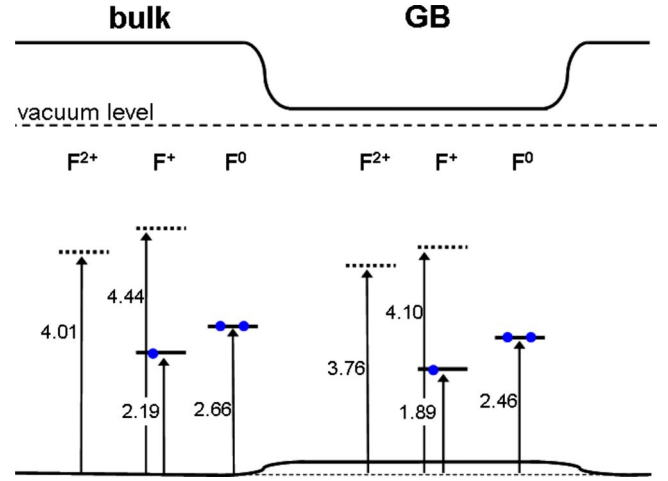 bulk GB
vacuum level
F2+ F+ F0 F2+ F+ F0
4.44
4.10
4.01
3.76
2.19 2.66 1.89 2.46